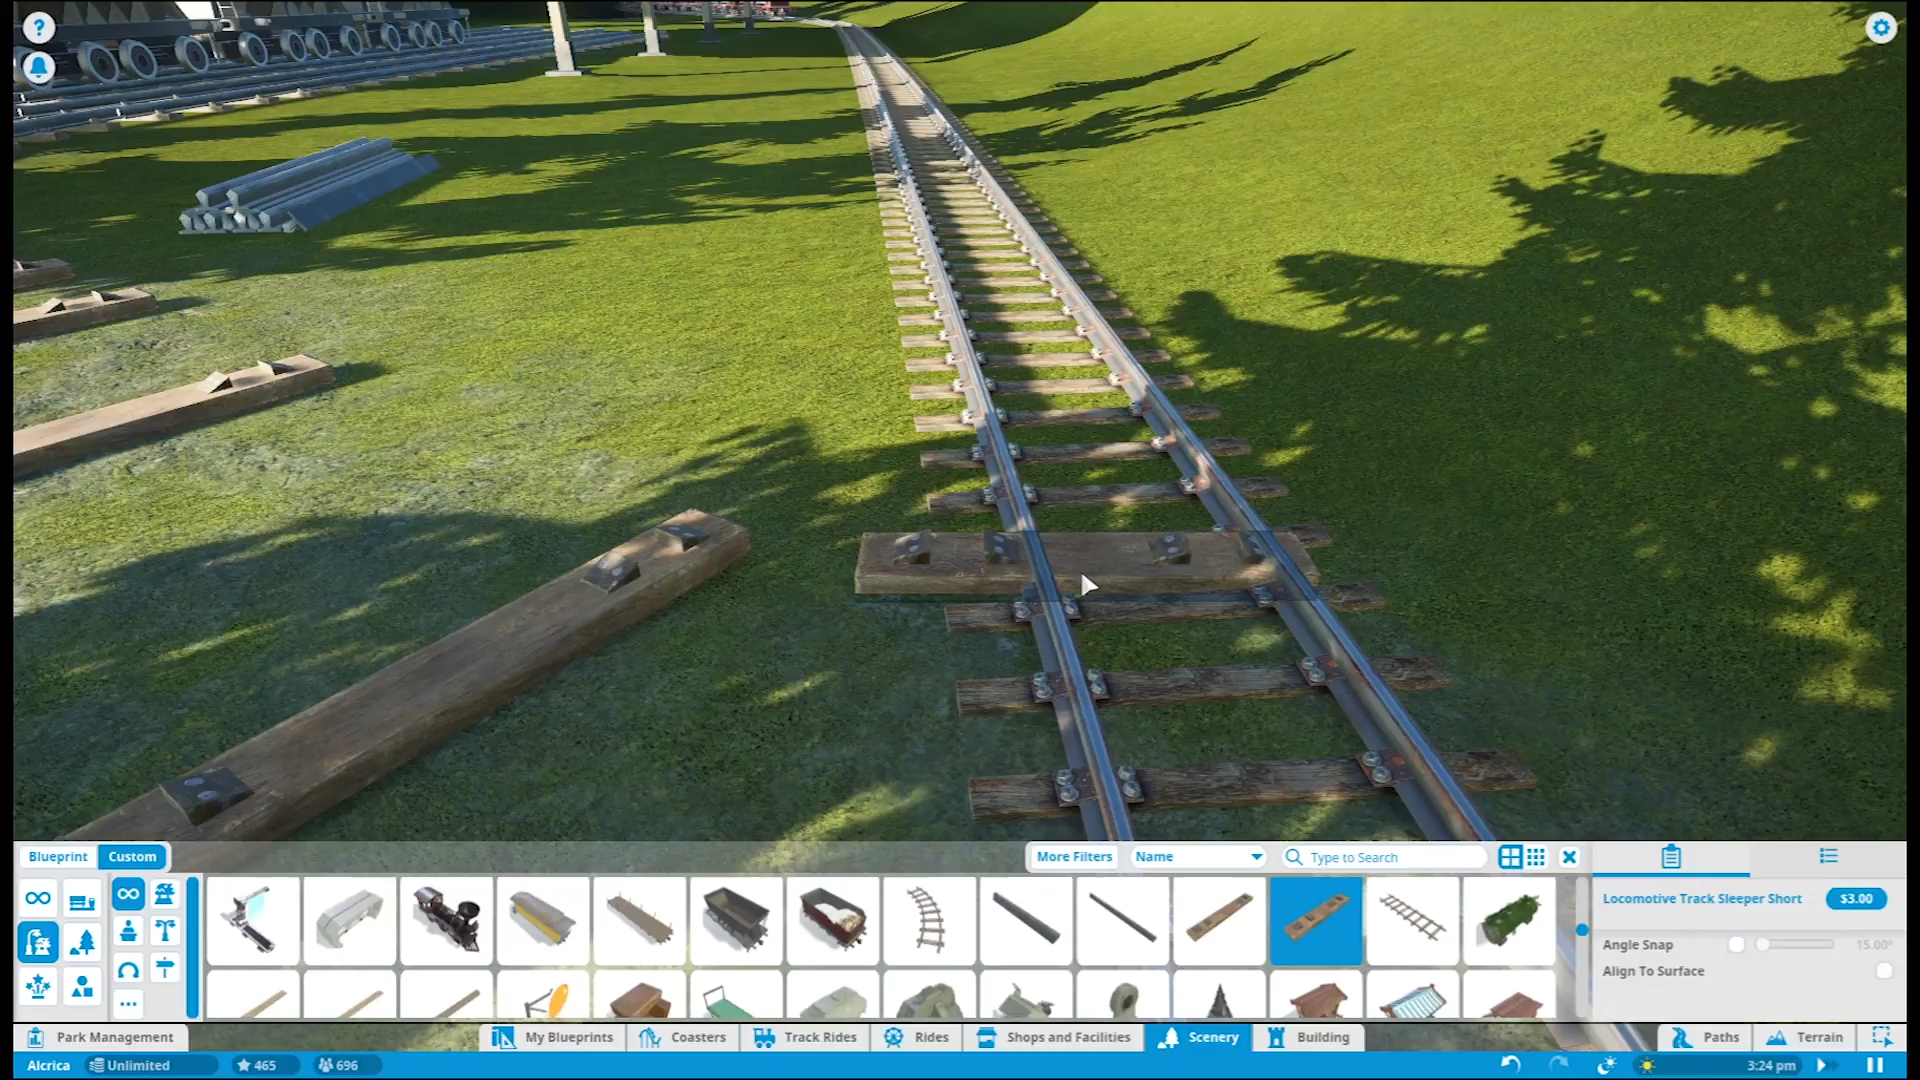 ?
Blueprint
Custom
More Filters
Name
Type to Search
Locomotive Track Sleeper Short
$3.00
Angle Snap
15.00°
Align To Surface
Park Management
My Blueprints
Coasters
Track Rides
Rides
Shops and Facilities
Scenery
Building
Paths
Terrain
Alcrica
Unlimited
465
696
3:24 pm